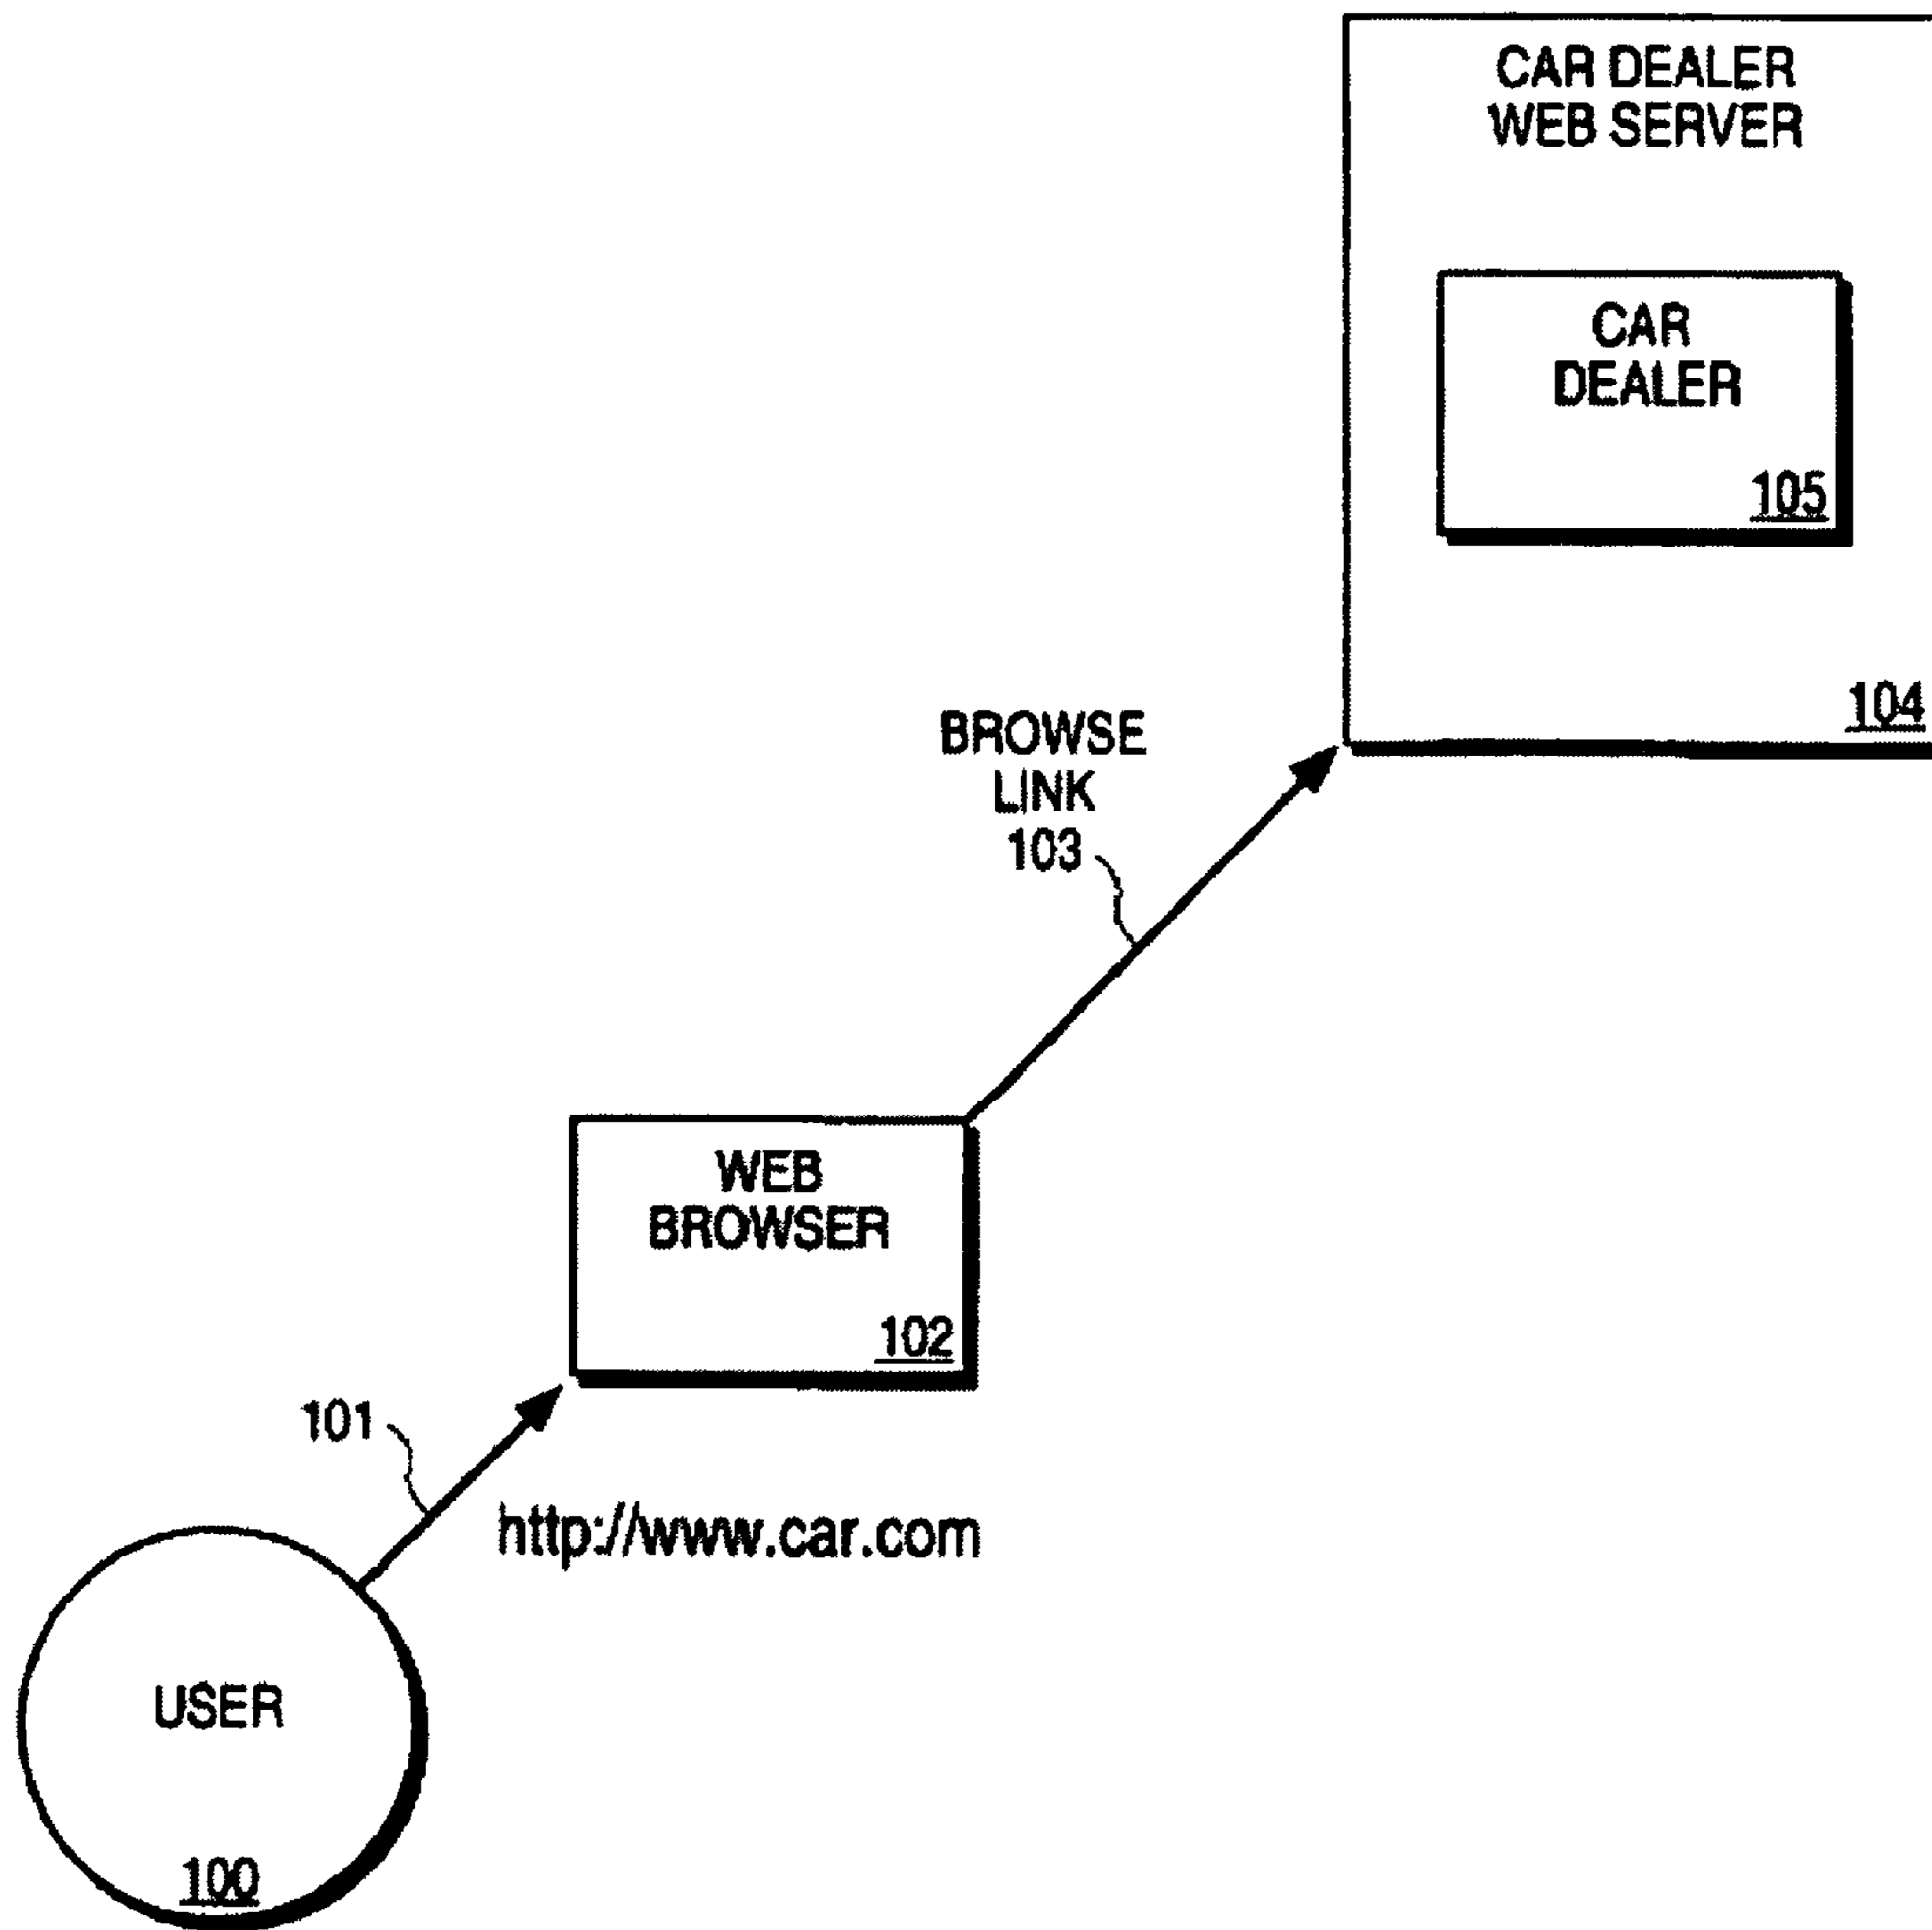 CAR DEALER
WEB SERVER
CAR
DEALER
105
104
BROWSE
LINK
103
WEB
BROWSER
102
101
http://www.car.com
USER
100